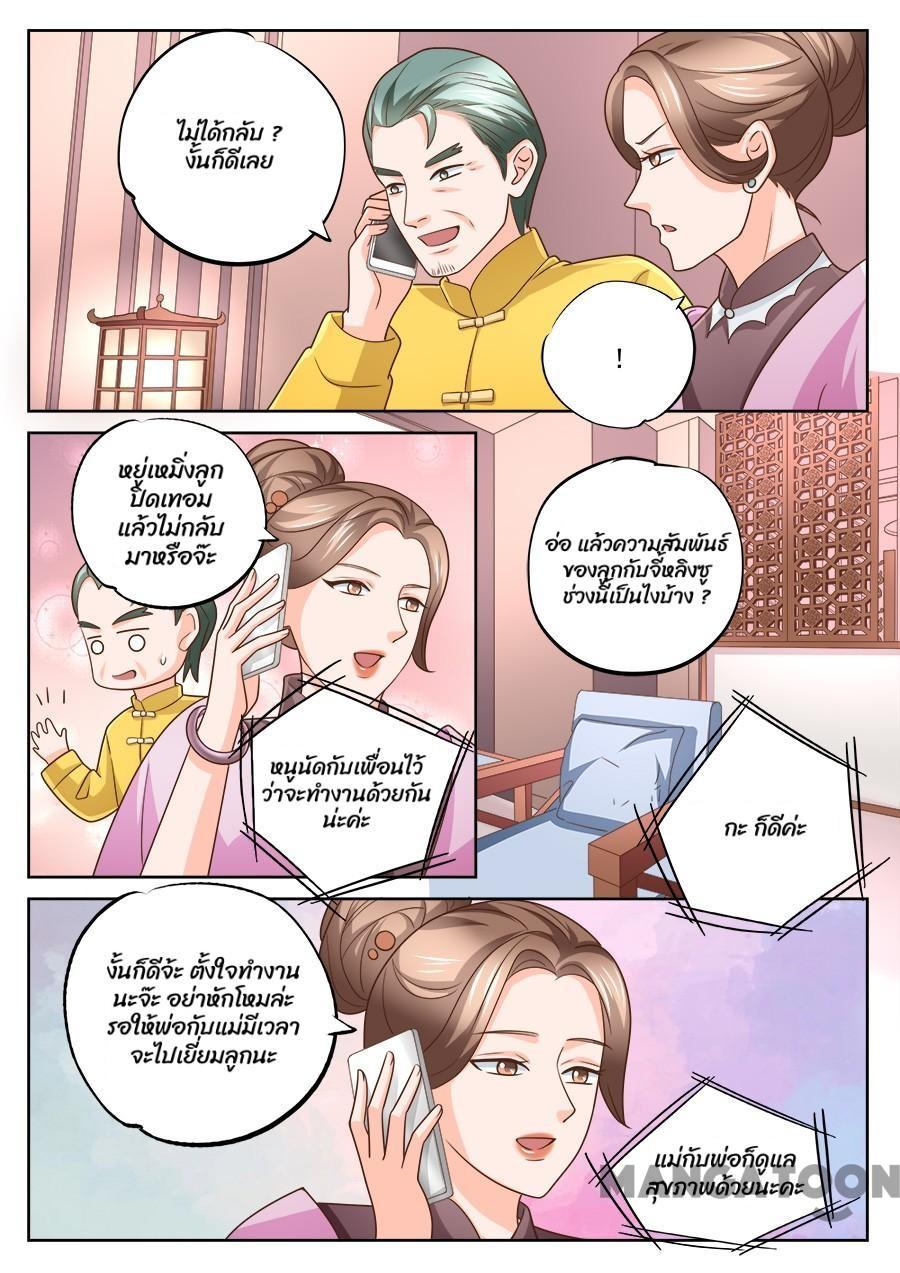 ไม่ได้กลับ ?
งั้นก็ดีเลย
!
หยู่เหมิ่งลูก
ปิดเทอม
แล้วไม่กลับ
มาหรือจ๊ะ
อ่อ แล้วความสัมพันธ์
ของลูกกับจี่หลิงซู
ช่วงนี้เป็นไงบ้าง ?
หนูนัดกับเพื่อนไว้
ว่าจะทำงานด้วยกัน
น่ะค่ะ
กะ ก็ดีค่ะ
งั้นก็ดีจ้ะ ตั้งใจทำงาน
นะจ๊ะ อย่าหักโหมล่ะ
รอให้พ่อกับแม่มีเวลา
จะไปเยี่ยมลูกนะ
แม่กับพ่อก็ดูแล
สุขภาพด้วยนะคะ
MANGATOON